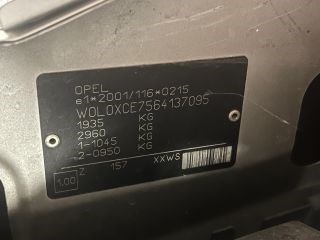 OPEL
e1*2001/116*0215
WOLOXCE7564137095
1935 KG
2960 KG
1-1045 KG
2-0950 KG
Z 157 XXWS
1.00